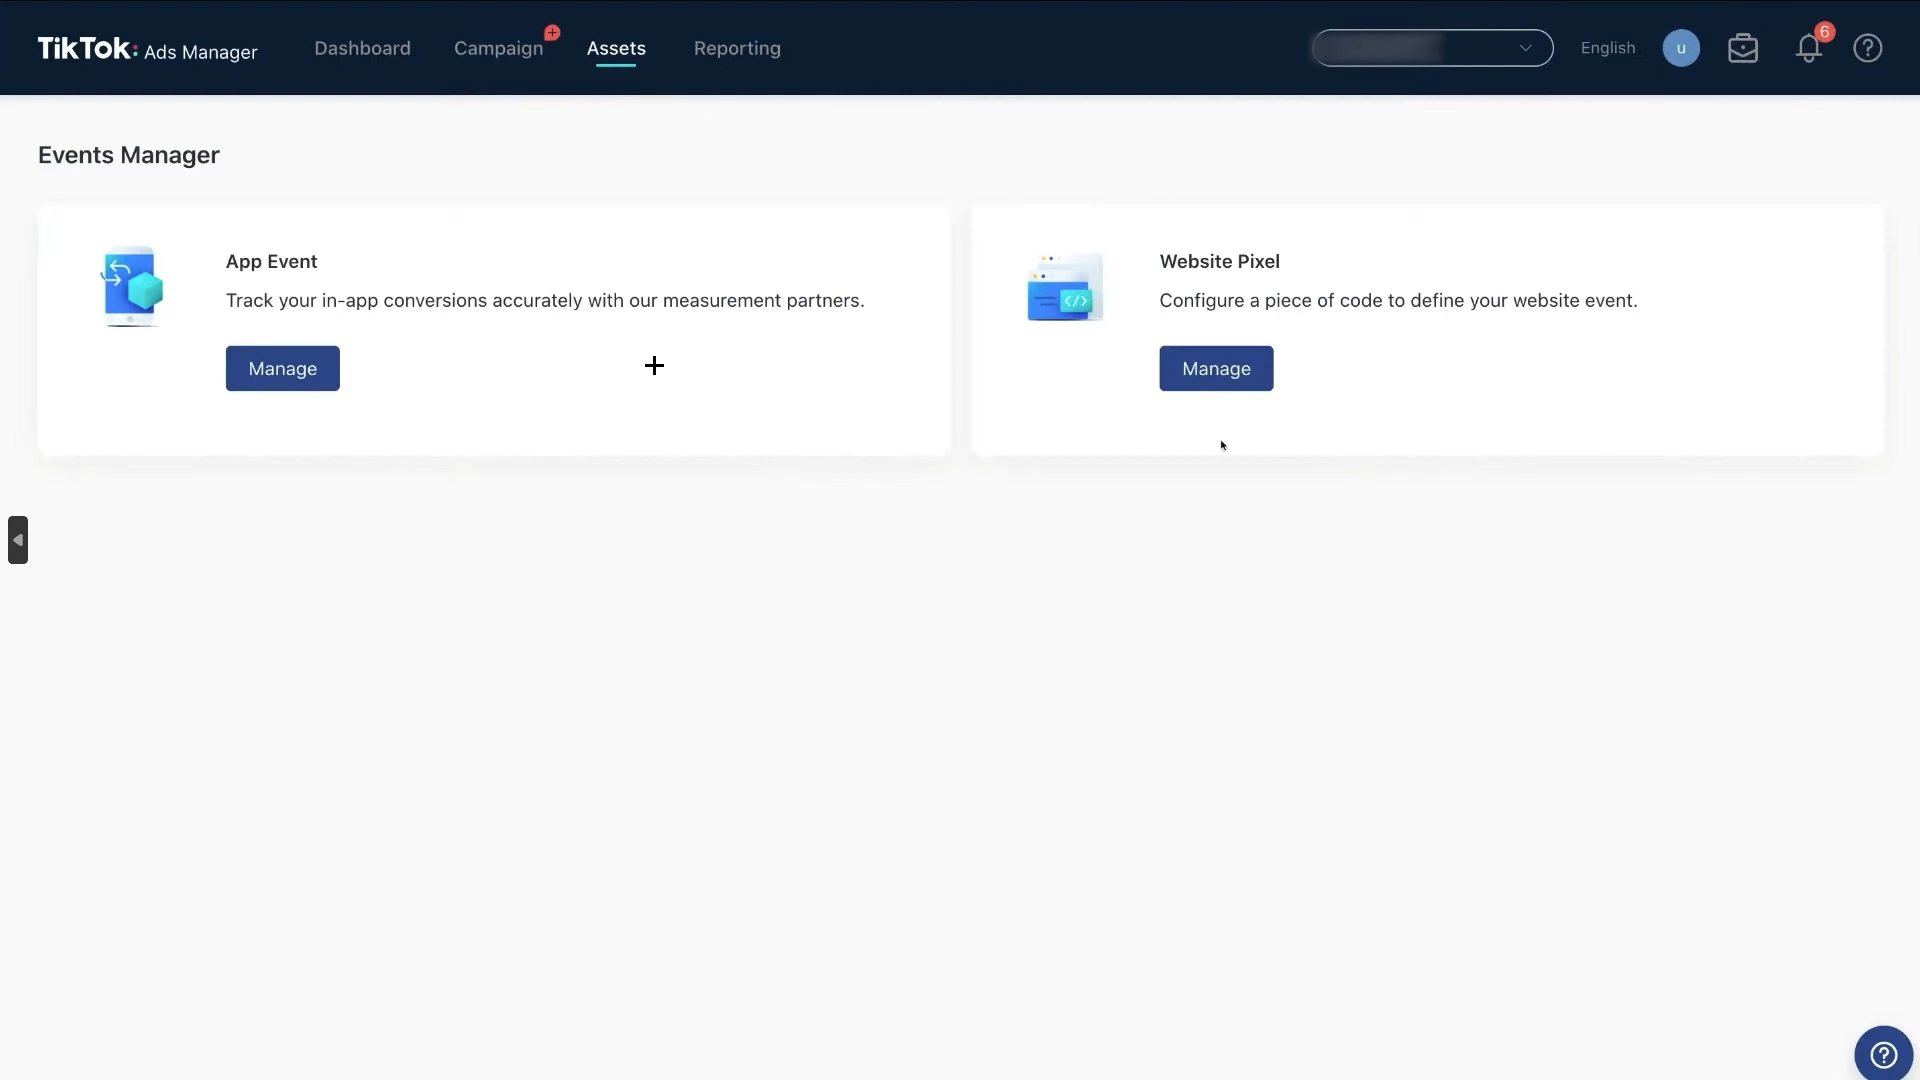 TikTok: Ads Manager
Dashboard
Campaign
Assets
Reporting
English
u
6
Events Manager
App Event
Track your in-app conversions accurately with our measurement partners.
Manage
Website Pixel
Configure a piece of code to define your website event.
Manage